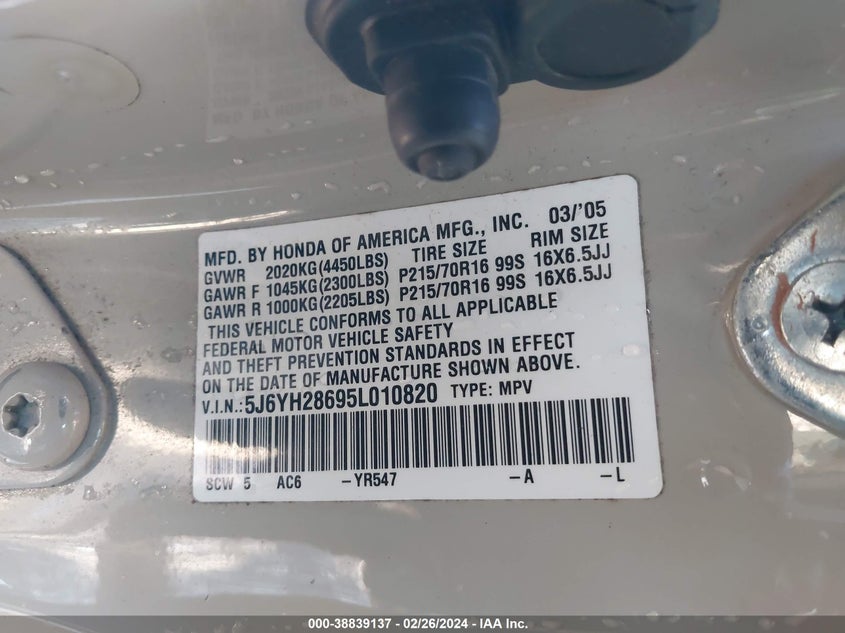 MFD. BY HONDA OF AMERICA MFG., INC. 03/'05
GVWR 2020KG(4450LBS) TIRE SIZE RIM SIZE
GAWR F 1045KG(2300LBS) P215/70R16 99S 16X6.5JJ
GAWR R 1000KG(2205LBS) P215/70R16 99S 16X6.5JJ
THIS VEHICLE CONFORMS TO ALL APPLICABLE
FEDERAL MOTOR VEHICLE SAFETY
AND THEFT PREVENTION STANDARDS IN EFFECT
ON THE DATE OF MANUFACTURE SHOWN ABOVE.
V.I.N.:5J6YH28695L010820 TYPE: MPV
SCW 5 AC6 -YR547 -A -L
000-38839137 - 02/26/2024 - IAA Inc.